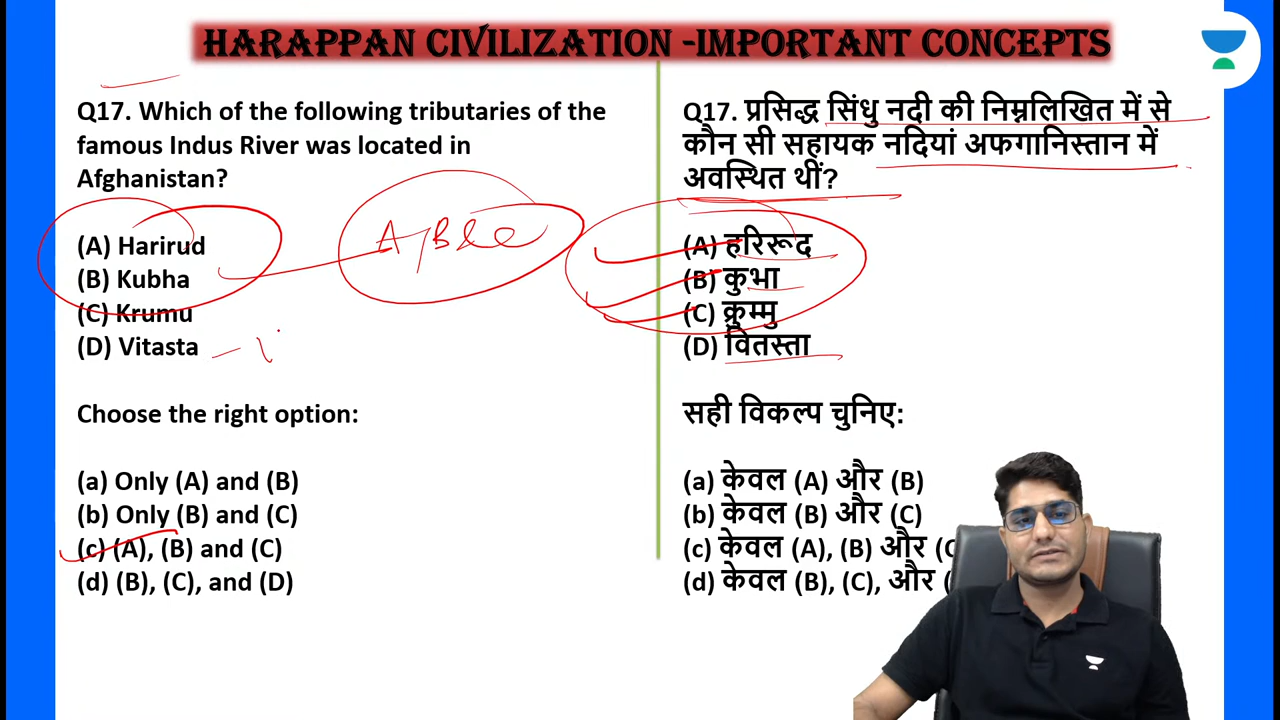 HARAPPAN CIVILIZATION -IMPORTANT CONCEPTS
Q17. Which of the following tributaries of the
famous Indus River was located in
Afghanistan?
(A) Harirud
(B) Kubha
(C) Krumu
(D) Vitasta
A, B & C
Choose the right option:
(a) Only (A) and (B)
(b) Only (B) and (C)
(c) (A), (B) and (C)
(d) (B), (C), and (D)
Q17. प्रसिद्ध सिंधु नदी की निम्नलिखित में से
कौन सी सहायक नदियां अफगानिस्तान में
अवस्थित थीं?
(A) हरिरूद
(B) कुभा
(C) क्रुम्मु
(D) वितस्ता
सही विकल्प चुनिए:
(a) केवल (A) और (B)
(b) केवल (B) और (C)
(c) केवल (A), (B) और (C
(d) केवल (B), (C), और (